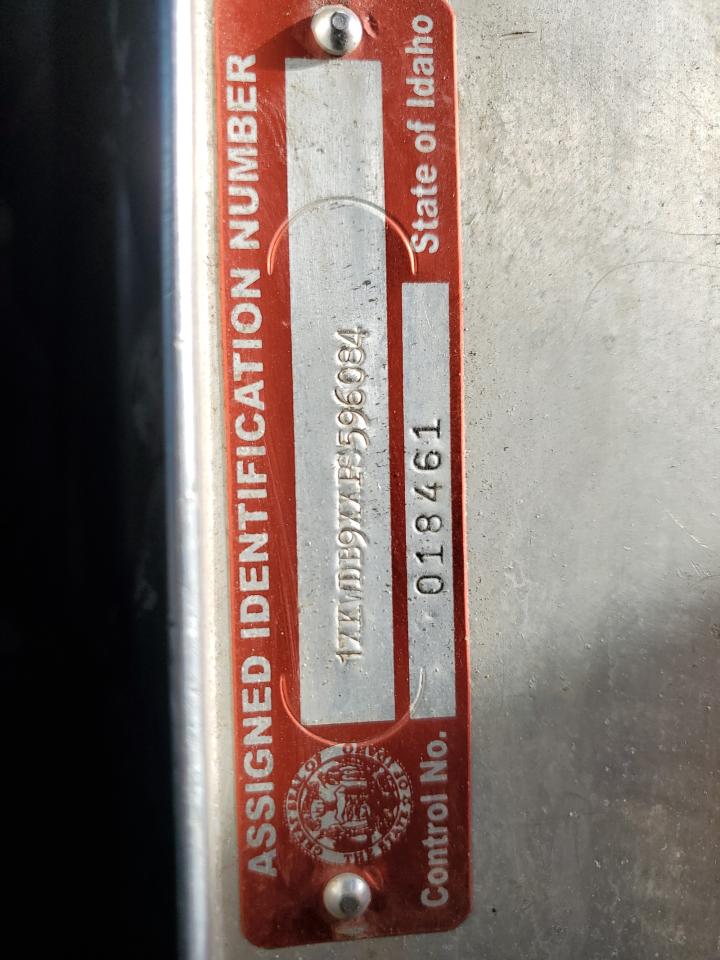 ASSIGNED IDENTIFICATION NUMBER
Control No. 018461 State of Idaho